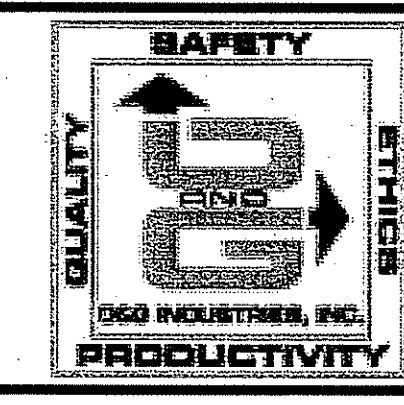 SAFETY
QUALITY
AND
ETHICS
INDUSTRIES, INC.
PRODUCTIVITY